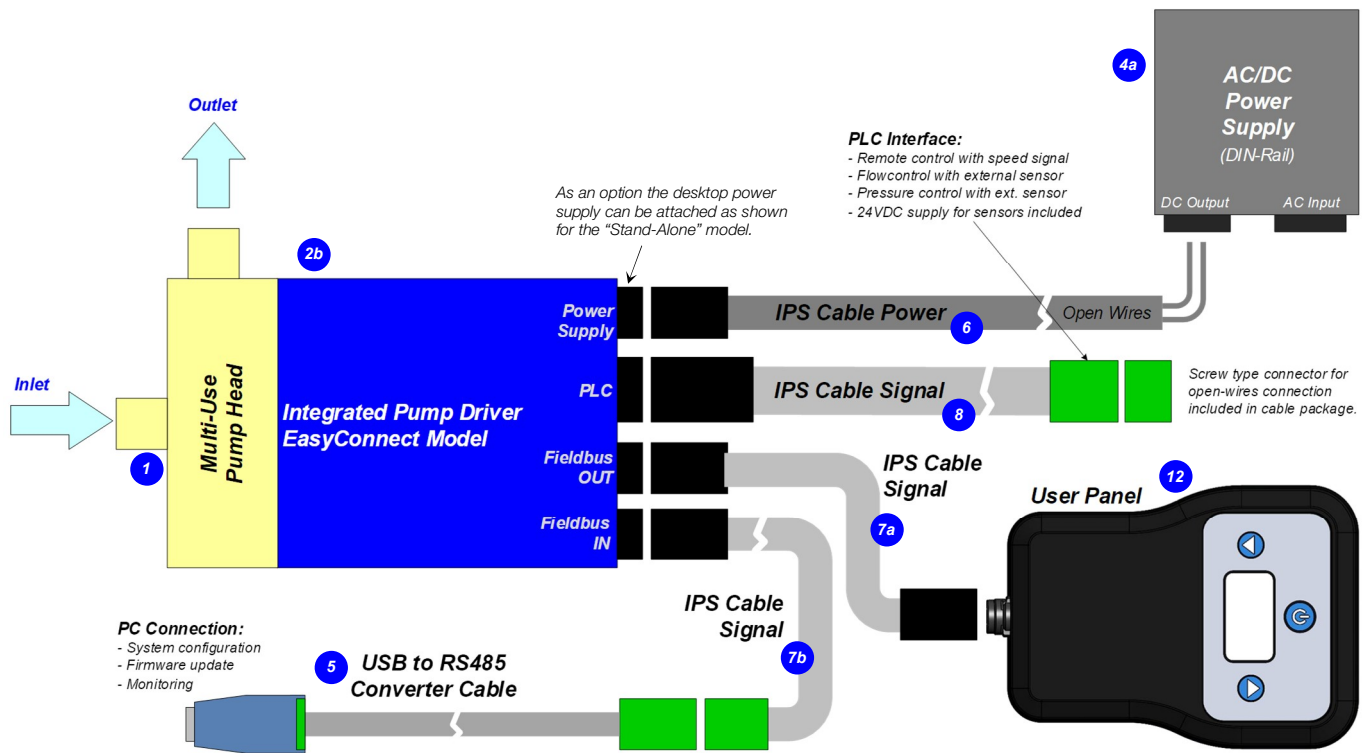 4a
AC/DC
Power
Supply
(DIN-Rail)
DC Output
AC Input
Outlet
PLC Interface:
- Remote control with speed signal
- Flowcontrol with external sensor
- Pressure control with ext. sensor
- 24VDC supply for sensors included
As an option the desktop power
supply can be attached as shown
for the “Stand-Alone” model.
2b
Power
Supply
IPS Cable Power
6
Open Wires
Inlet
1
Multi-Use
Pump Head
Integrated Pump Driver
EasyConnect Model
PLC
IPS Cable Signal
8
Screw type connector for
open-wires connection
included in cable package.
Fieldbus
OUT
IPS Cable
Signal
7a
User Panel
12
Fieldbus
IN
IPS Cable
Signal
7b
PC Connection:
- System configuration
- Firmware update
- Monitoring
5
USB to RS485
Converter Cable